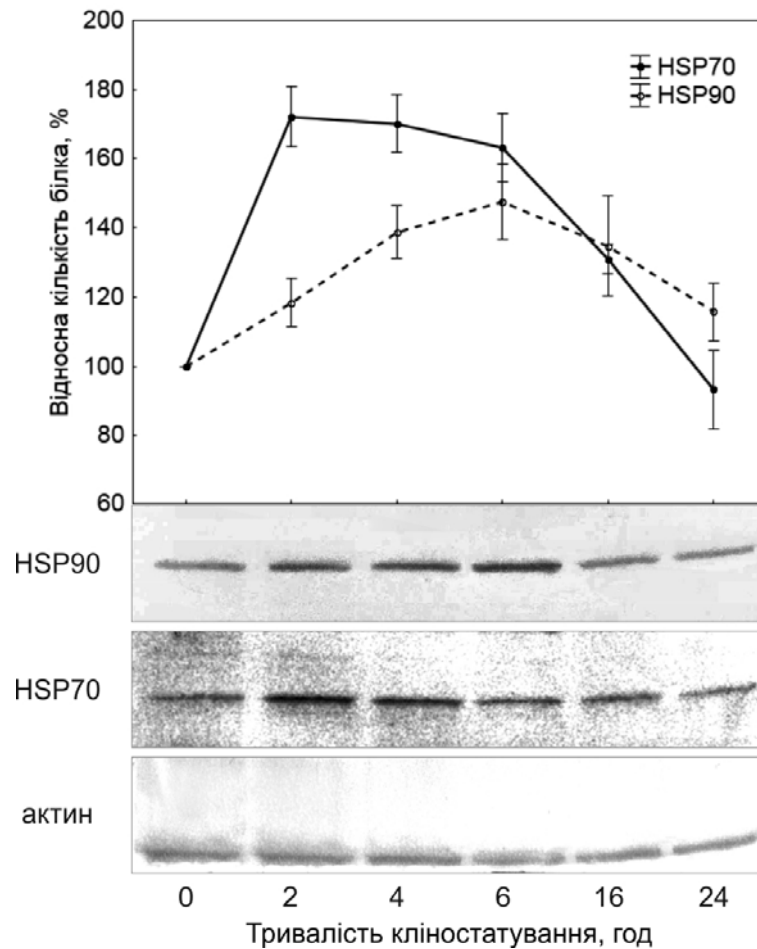 200
180
160
140
120
100
80
60
Відносна кількість білка, %
HSP70
HSP90
HSP90
HSP70
актин
0 2 4 6 16 24
Тривалість кліностатування, год